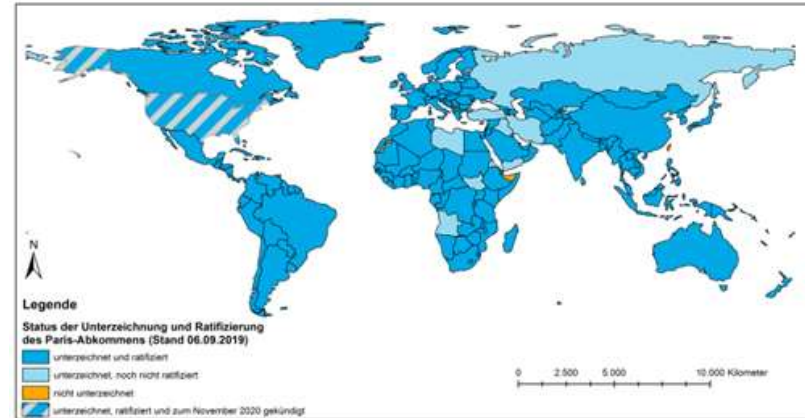 N
Legende
Status der Unterzeichnung und Ratifizierung
des Paris-Abkommens (Stand 06.09.2019)
unterzeichnet und ratifiziert
unterzeichnet, noch nicht ratifiziert
nicht unterzeichnet
unterzeichnet, ratifiziert und zum November 2020 gekündigt
0 2.500 5.000 10.000 Kilometer